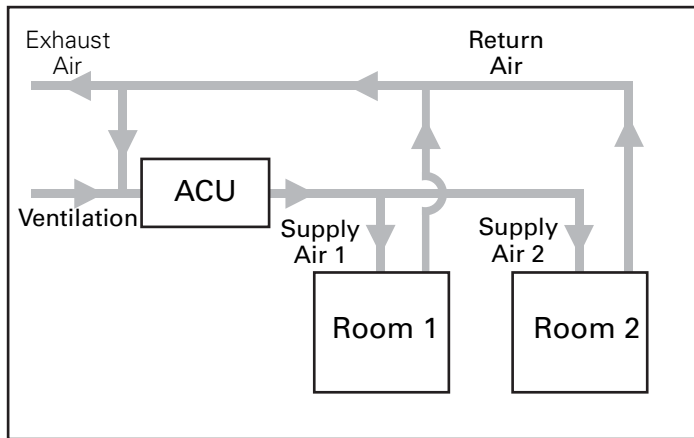 Exhaust
Air
Return
Air
Ventilation
ACU
Supply
Air 1
Supply
Air 2
Room 1
Room 2